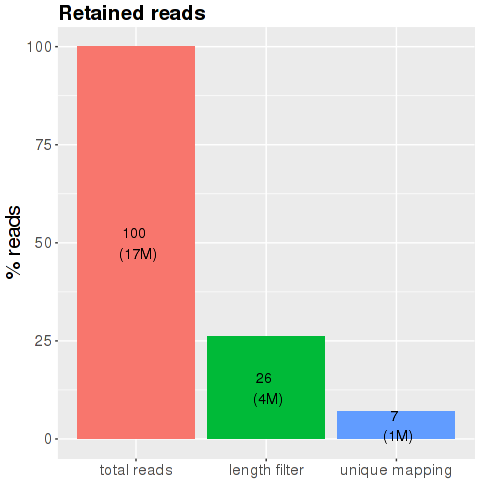 Retained reads
% reads
100
75
50
25
0
100
(17M)
26
(4M)
7
(1M)
total reads
length filter
unique mapping